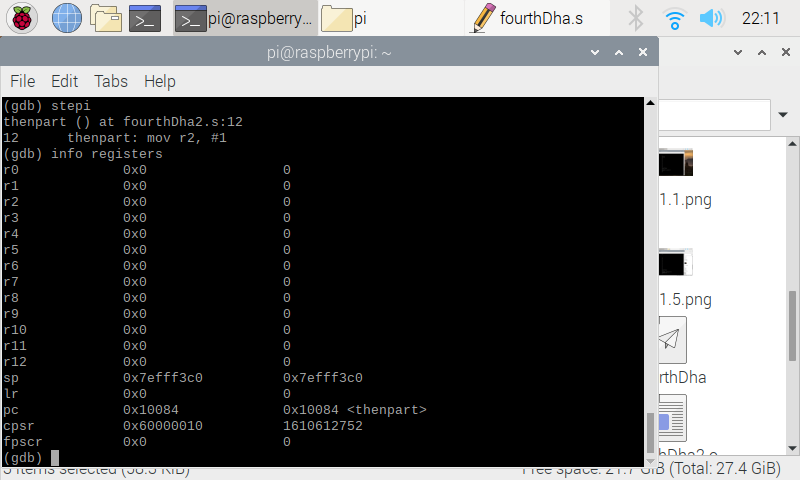 pi@raspberry... pi fourthDha.s 22:11
pi@raspberrypi: ~
File Edit Tabs Help
(gdb) stepi
thenpart () at fourthDha2.s:12
12 thenpart: mov r2, #1
(gdb) info registers
r0 0x0 0
r1 0x0 0
r2 0x0 0
r3 0x0 0
r4 0x0 0
r5 0x0 0
r6 0x0 0
r7 0x0 0
r8 0x0 0
r9 0x0 0
r10 0x0 0
r11 0x0 0
r12 0x0 0
sp 0x7efff3c0 0x7efff3c0
lr 0x0 0
pc 0x10084 0x10084 <thenpart>
cpsr 0x60000010 1610612752
fpscr 0x0 0
(gdb)
1.1.png
1.5.png
rthDha
hDha2.o
items selected (58.5 KiB) Free space: 21.7 GiB (Total: 27.4 GiB)